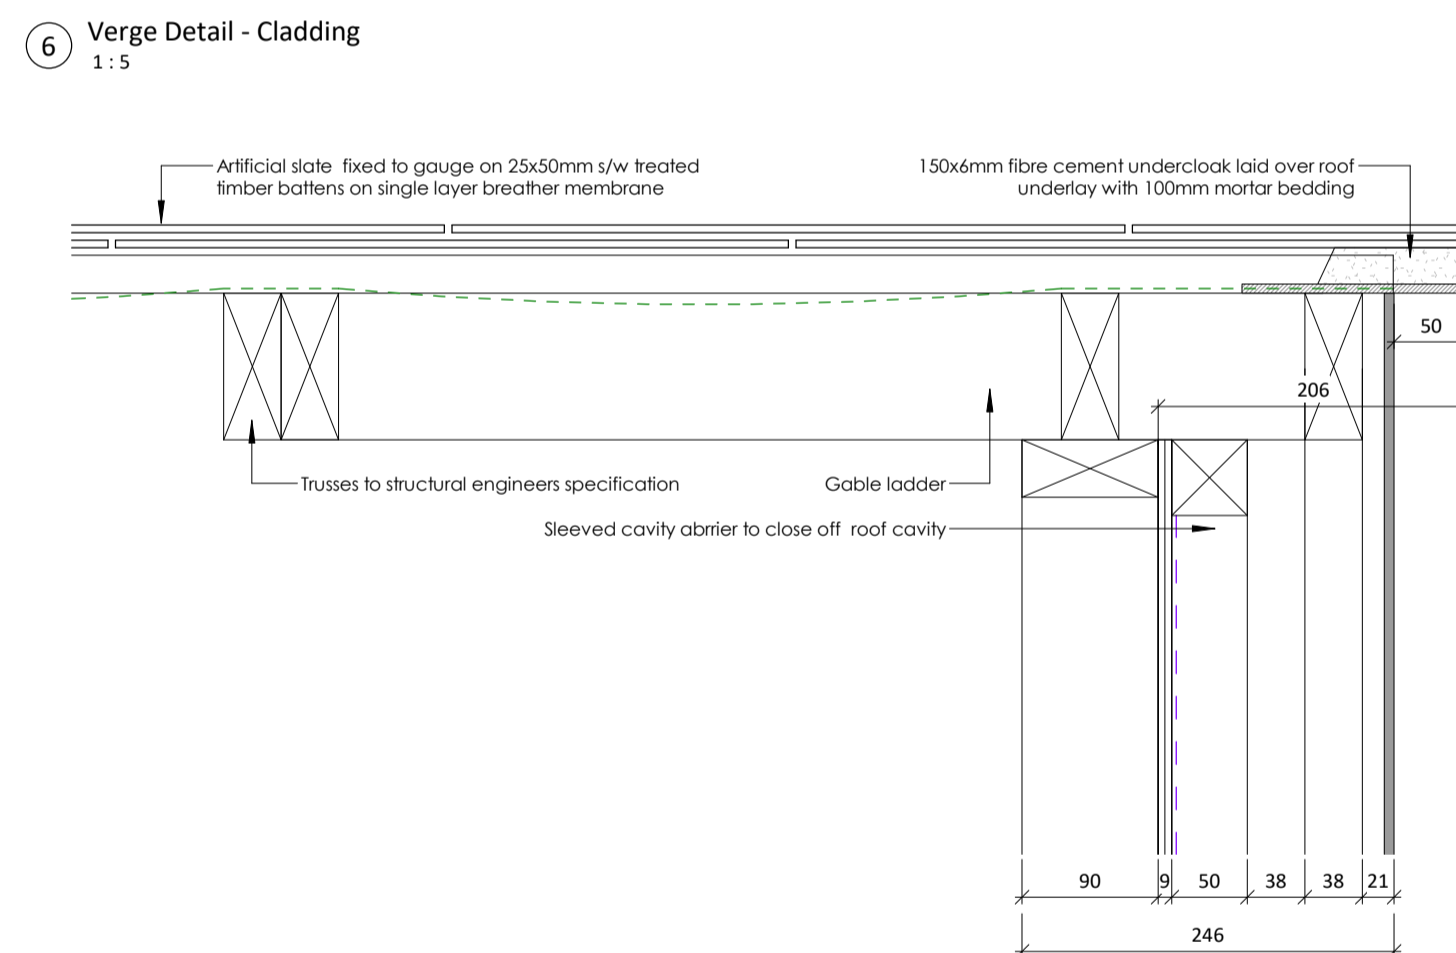 6
Verge Detail - Cladding
1 : 5
Artificial slate fixed to gauge on 25x50mm s/w treated
timber battens on single layer breather membrane
150x6mm fibre cement undercloak laid over roof
underlay with 100mm mortar bedding
50
206
Trusses to structural engineers specification
Gable ladder
Sleeved cavity abrrier to close off roof cavity
90
9
50
38
38
21
246